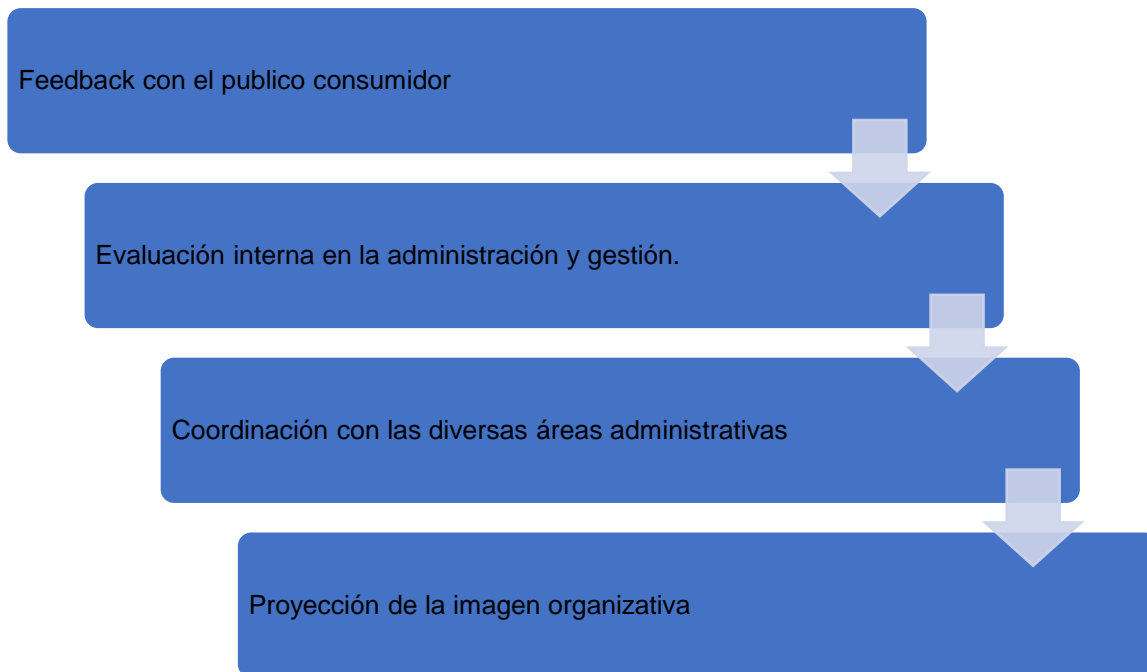 Feedback con el publico consumidor
Evaluación interna en la administración y gestión.
Coordinación con las diversas áreas administrativas
Proyección de la imagen organizativa